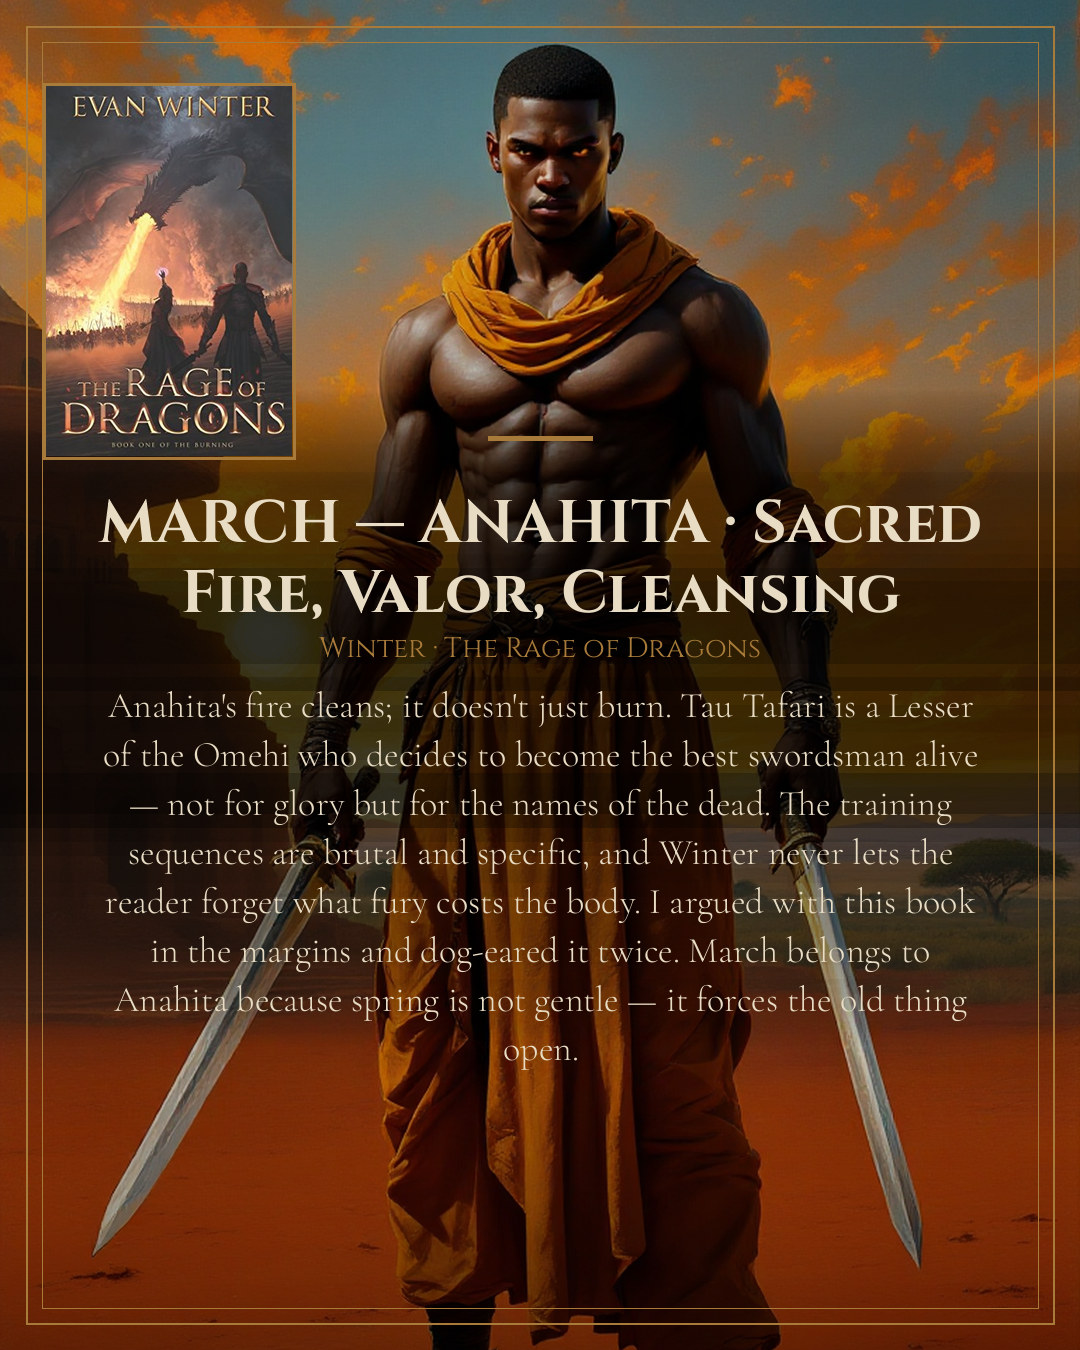 EVAN WINTER
THE RAGE OF
DRAGONS
BOOK ONE OF THE BURNING
MARCH — ANAHITA · SACRED
FIRE, VALOR, CLEANSING
WINTER · THE RAGE OF DRAGONS
Anahita's fire cleans; it doesn't just burn. Tau Tafari is a Lesser
of the Omehi who decides to become the best swordsman alive
— not for glory but for the names of the dead. The training
sequences are brutal and specific, and Winter never lets the
reader forget what fury costs the body. I argued with this book
in the margins and dog-eared it twice. March belongs to
Anahita because spring is not gentle — it forces the old thing
open.